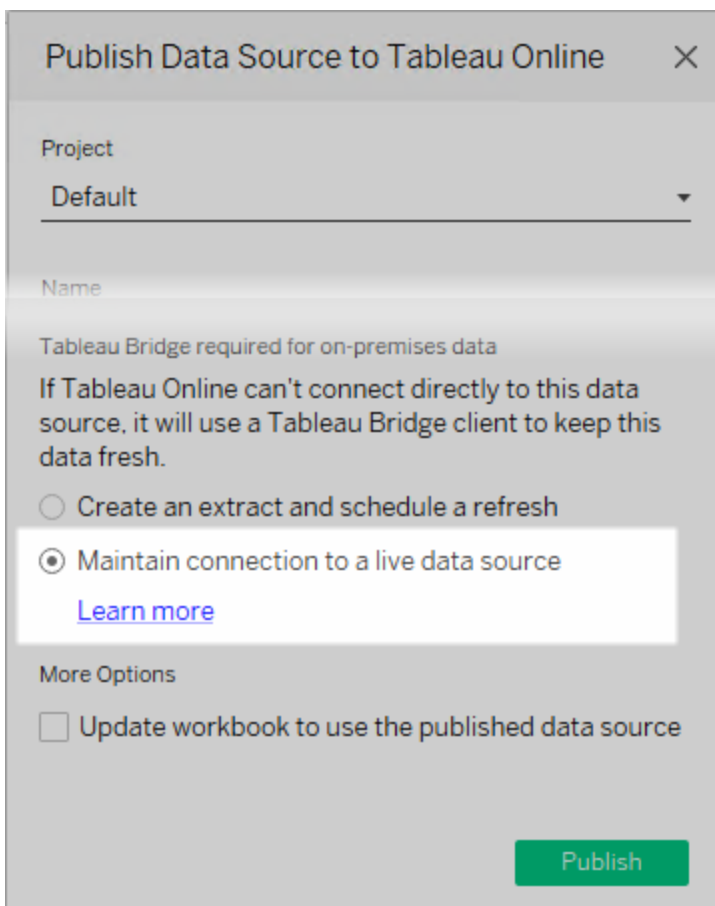 Publish Data Source to Tableau Online
Project
Default
Name
Tableau Bridge required for on-premises data
If Tableau Online can't connect directly to this data
source, it will use a Tableau Bridge client to keep this
data fresh.
Create an extract and schedule a refresh
Maintain connection to a live data source
Learn more
More Options
Update workbook to use the published data source
Publish